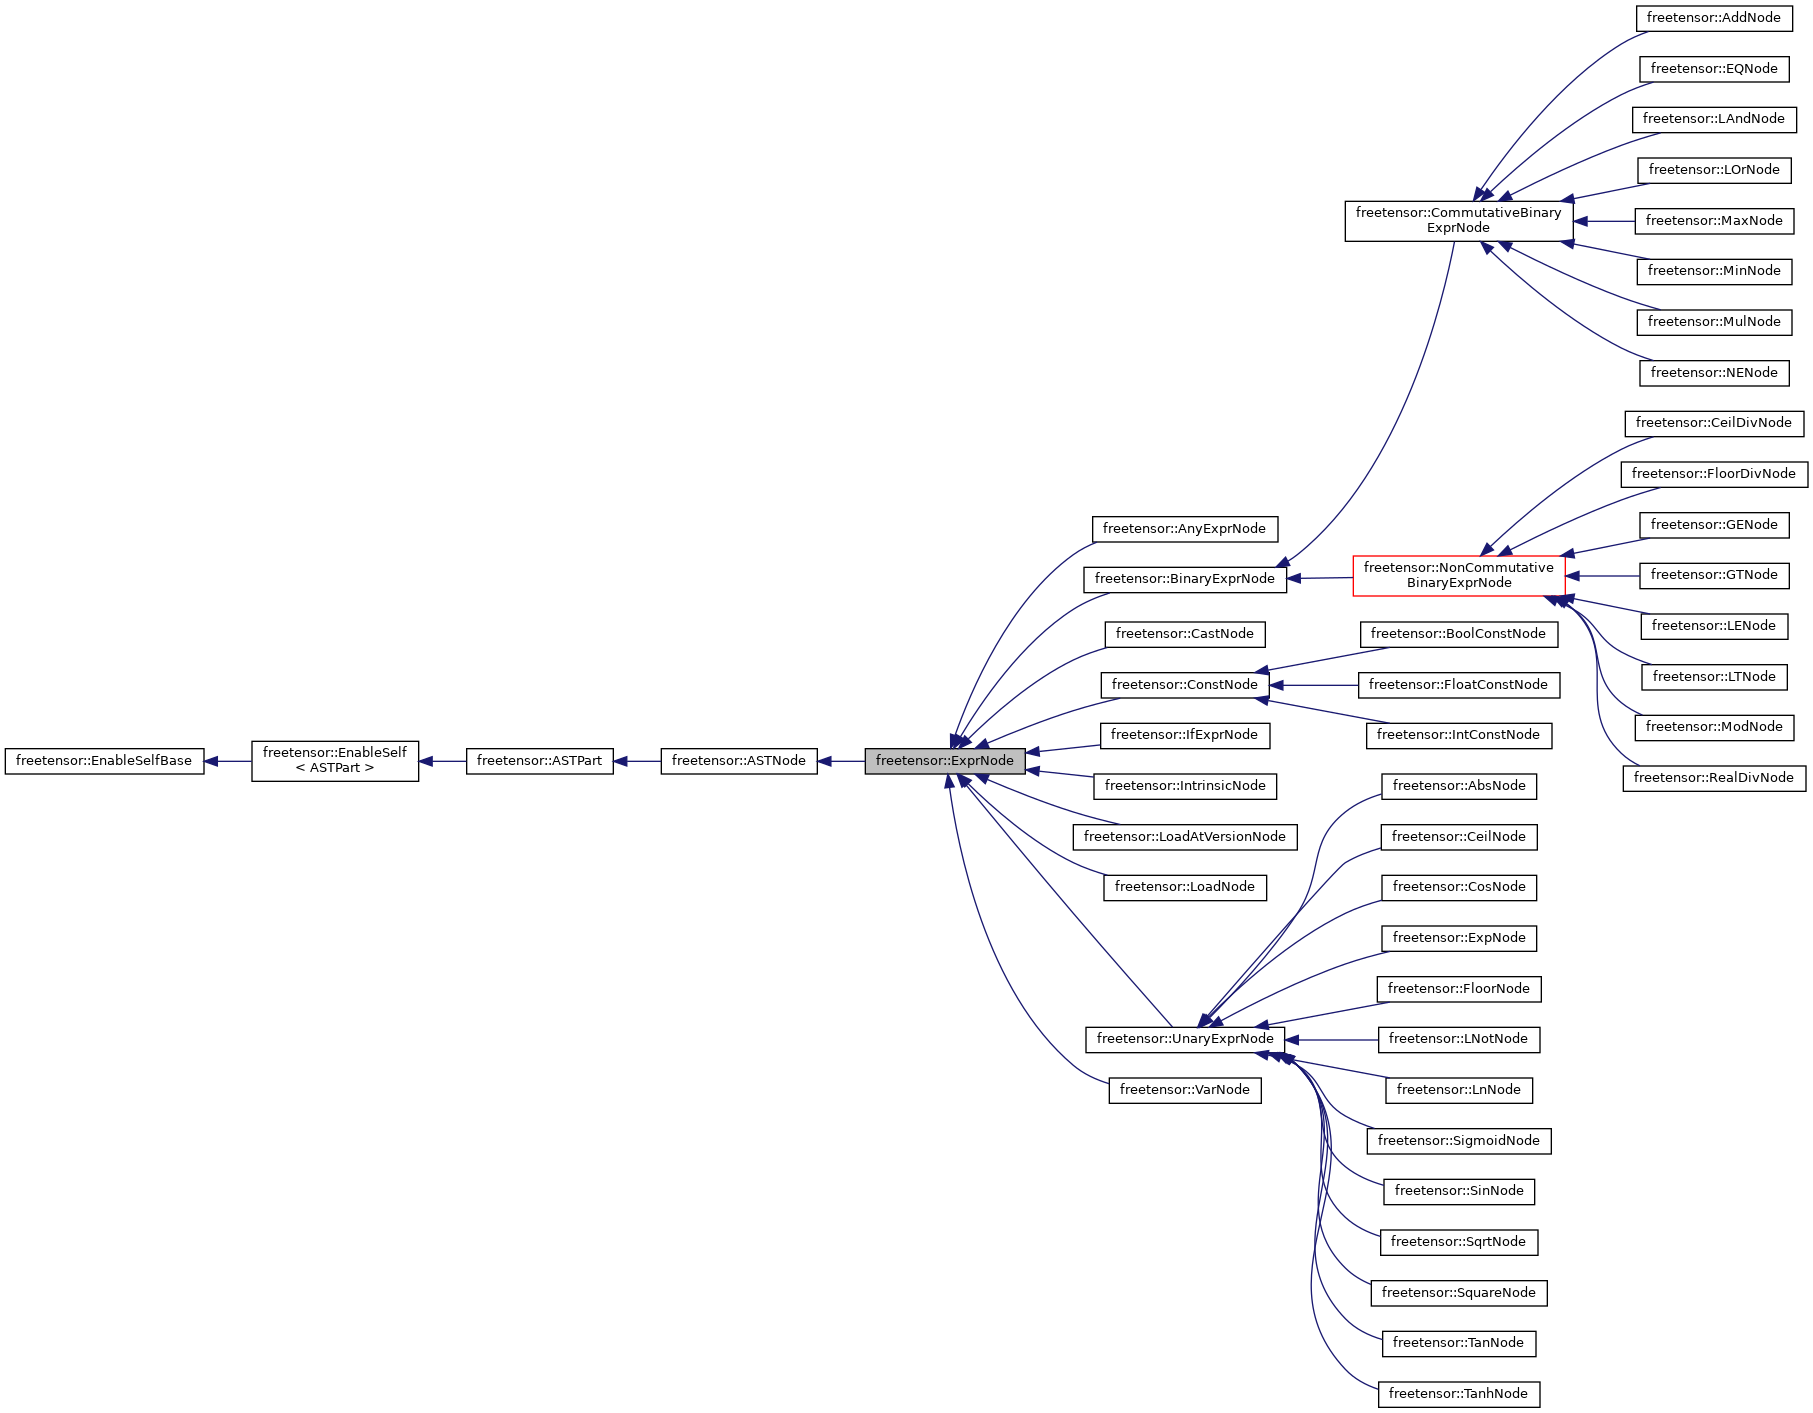 freetensor::AddNode
freetensor::EQNode
freetensor::LAndNode
freetensor::LOrNode
freetensor::CommutativeBinary
ExprNode
freetensor::MaxNode
freetensor::MinNode
freetensor::MulNode
freetensor::NENode
freetensor::CeilDivNode
freetensor::FloorDivNode
freetensor::AnyExprNode
freetensor::GENode
freetensor::BinaryExprNode
freetensor::NonCommutative
BinaryExprNode
freetensor::GTNode
freetensor::CastNode
freetensor::BoolConstNode
freetensor::LENode
freetensor::ConstNode
freetensor::FloatConstNode
freetensor::LTNode
freetensor::IfExprNode
freetensor::IntConstNode
freetensor::ModNode
freetensor::EnableSelfBase
freetensor::EnableSelf
< ASTPart >
freetensor::ASTPart
freetensor::ASTNode
freetensor::ExprNode
freetensor::RealDivNode
freetensor::IntrinsicNode
freetensor::AbsNode
freetensor::LoadAtVersionNode
freetensor::CeilNode
freetensor::LoadNode
freetensor::CosNode
freetensor::ExpNode
freetensor::FloorNode
freetensor::UnaryExprNode
freetensor::LNotNode
freetensor::VarNode
freetensor::LnNode
freetensor::SigmoidNode
freetensor::SinNode
freetensor::SqrtNode
freetensor::SquareNode
freetensor::TanNode
freetensor::TanhNode